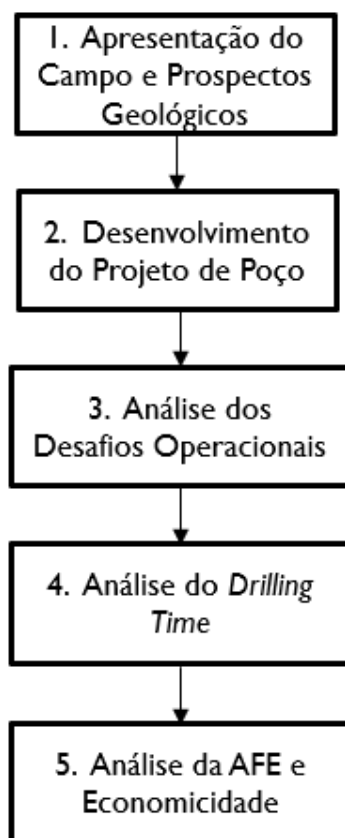 1. Apresentação do
Campo e Prospectos
Geológicos
2. Desenvolvimento
do Projeto de Poço
3. Análise dos
Desafios Operacionais
4. Análise do Drilling
Time
5. Análise da AFE e
Economicidade